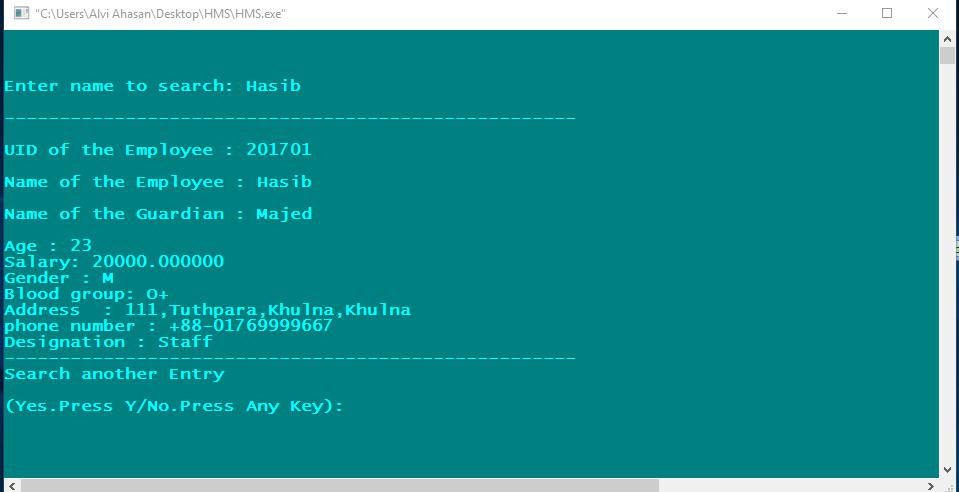 "C:\Users\Alvi Ahasan\Desktop\HMS\HMS.exe"
Enter name to search: Hasib
----------------------------------------------------
UID of the Employee : 201701
Name of the Employee : Hasib
Name of the Guardian : Majed
Age : 23
Salary: 20000.000000
Gender : M
Blood group: O+
Address  : 111,Tuthpara,Khulna,Khulna
phone number : +88-01769999667
Designation : Staff
----------------------------------------------------
Search another Entry
(Yes.Press Y/No.Press Any Key):